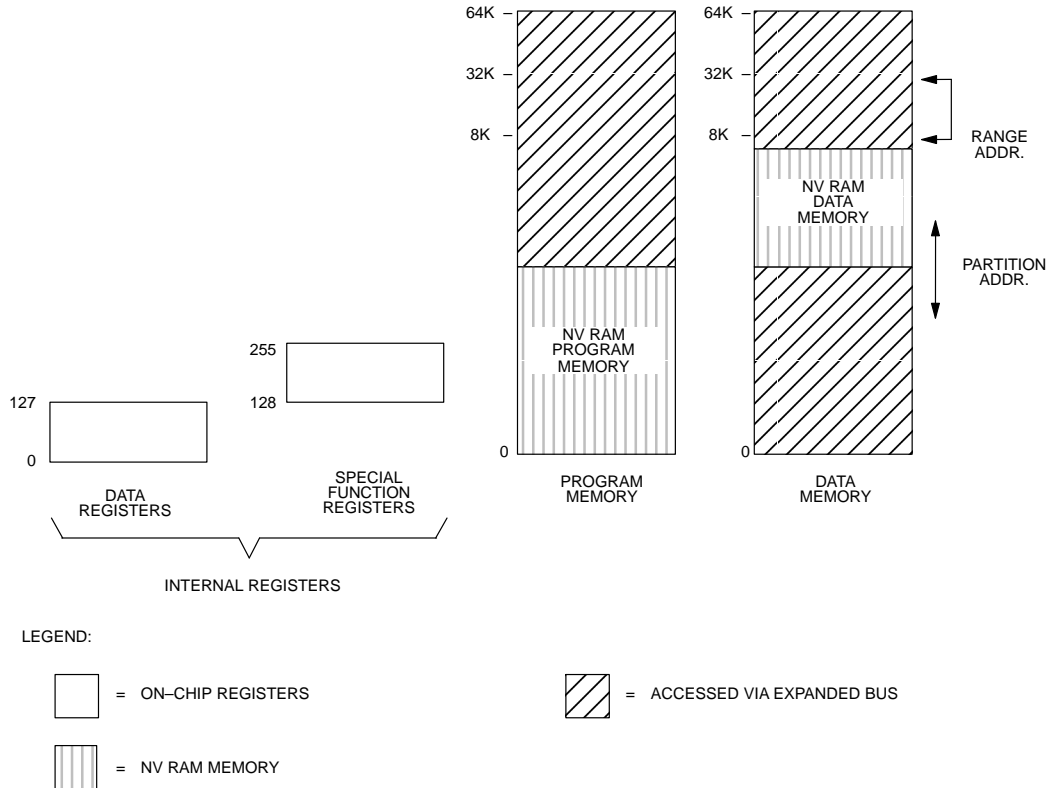 64K –
32K –
8K –
0
NV RAM
PROGRAM
MEMORY
PROGRAM
MEMORY
64K –
32K –
8K –
0
NV RAM
DATA
MEMORY
DATA
MEMORY
RANGE
ADDR.
PARTITION
ADDR.
127
0
DATA
REGISTERS
255
128
SPECIAL
FUNCTION
REGISTERS
INTERNAL REGISTERS
LEGEND:
= ON–CHIP REGISTERS
= ACCESSED VIA EXPANDED BUS
= NV RAM MEMORY